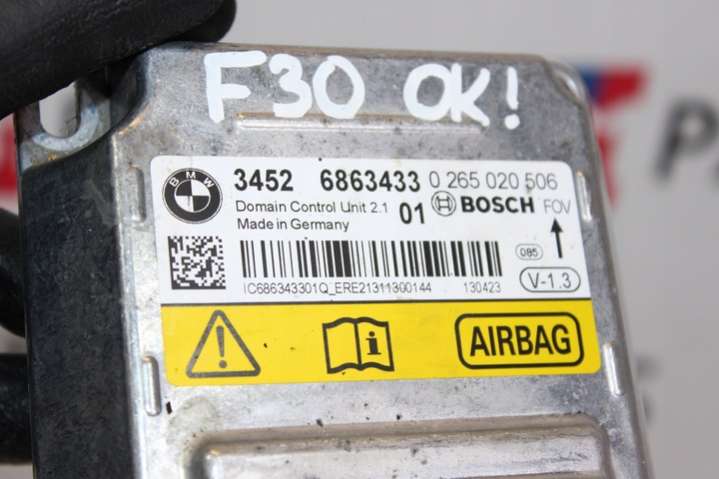 F30 OK!
BMW 3452 6863433 0 265 020 506
Domain Control Unit 2.1 01 BOSCH FOV
Made in Germany
085
V-1.3
IC686343301Q_ERE21311300144 130423
AIRBAG